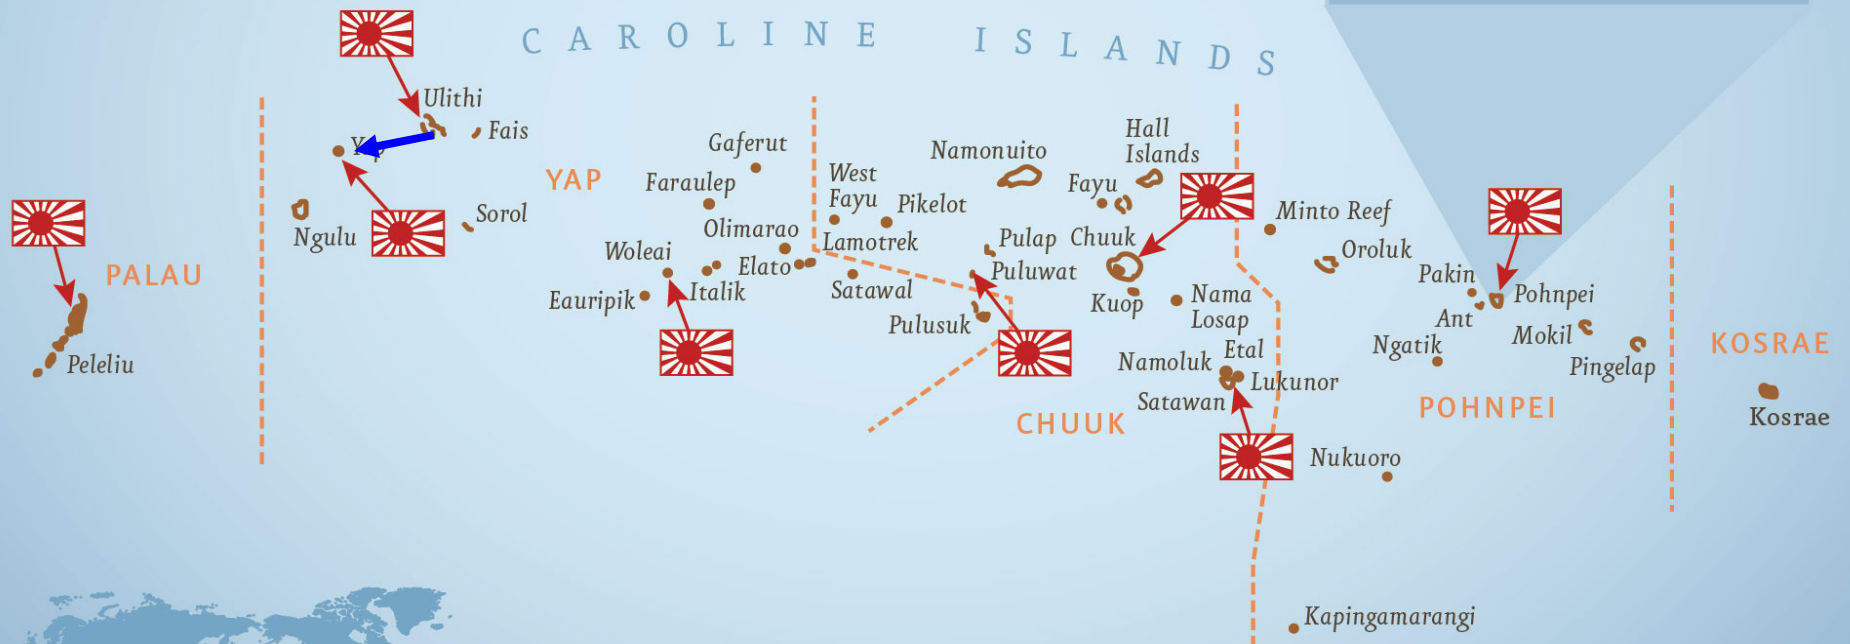 CAROLINE ISLANDS
Ulithi
Fais
Yap
YAP
Ngulu
Sorol
PALAU
Peleliu
Gaferut
Faraulep
Olimarao
Woleai
Elato
Italik
Eauripik
West
Fayu
Pikelot
Lamotrek
Satawal
Namonuito
Hall
Islands
Fayu
Pulap
Chuuk
Puluwat
Pulusuk
Kuop
Nama
Losap
Etal
Namoluk
Lukunor
Satawan
CHUUK
Minto Reef
Oroluk
Pakin
Pohnpei
Ant
Mokil
Ngatik
Pingelap
POHNPEI
Nukuoro
Kapingamarangi
KOSRAE
Kosrae